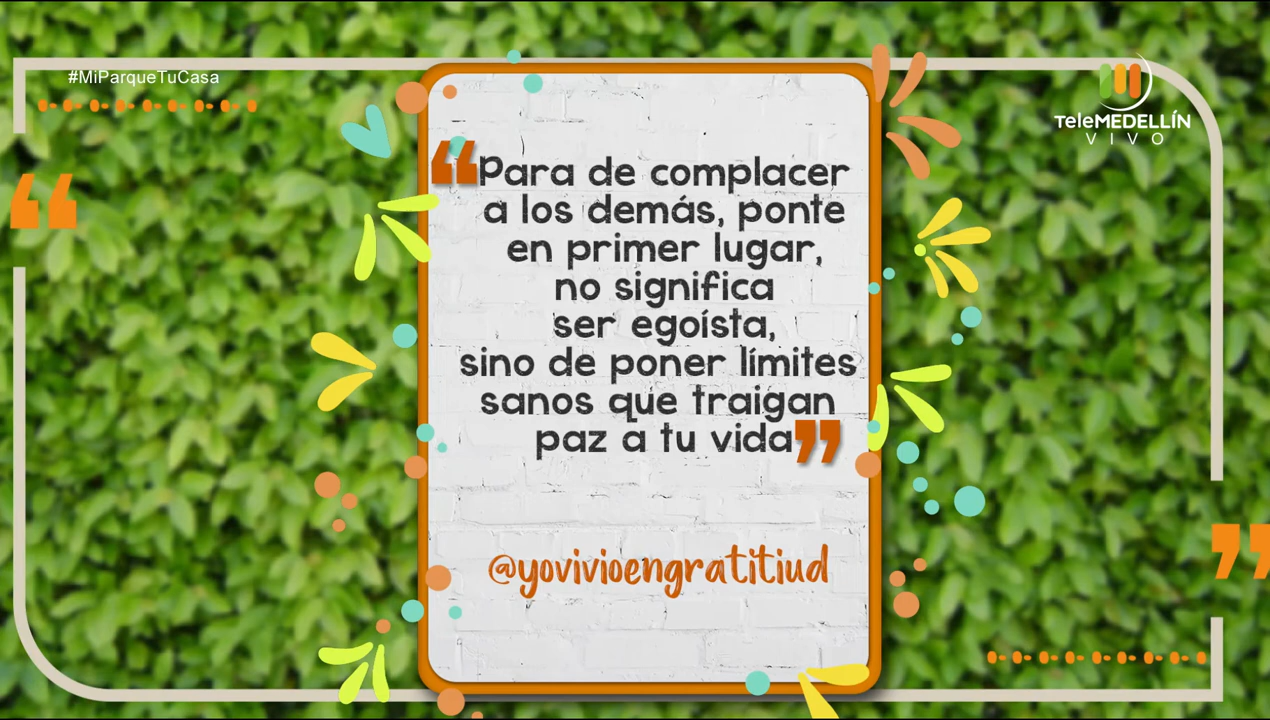 #MiParqueTuCasa
TeleMEDELLÍN
VIVO
“Para de complacer
a los demás, ponte
en primer lugar,
no significa
ser egoísta,
sino de poner límites
sanos que traigan
paz a tu vida”
@yovivioengratitiud